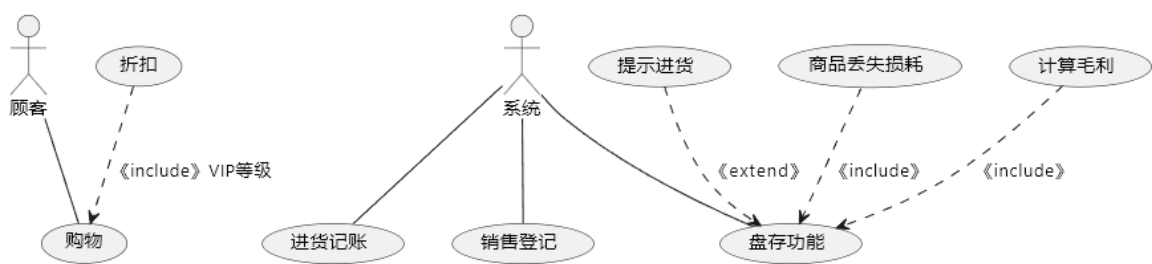 折扣
提示进货
商品丢失损耗
计算毛利
顾客
系统
《include》VIP等级
《extend》
《include》
《include》
购物
进货记账
销售登记
盘存功能